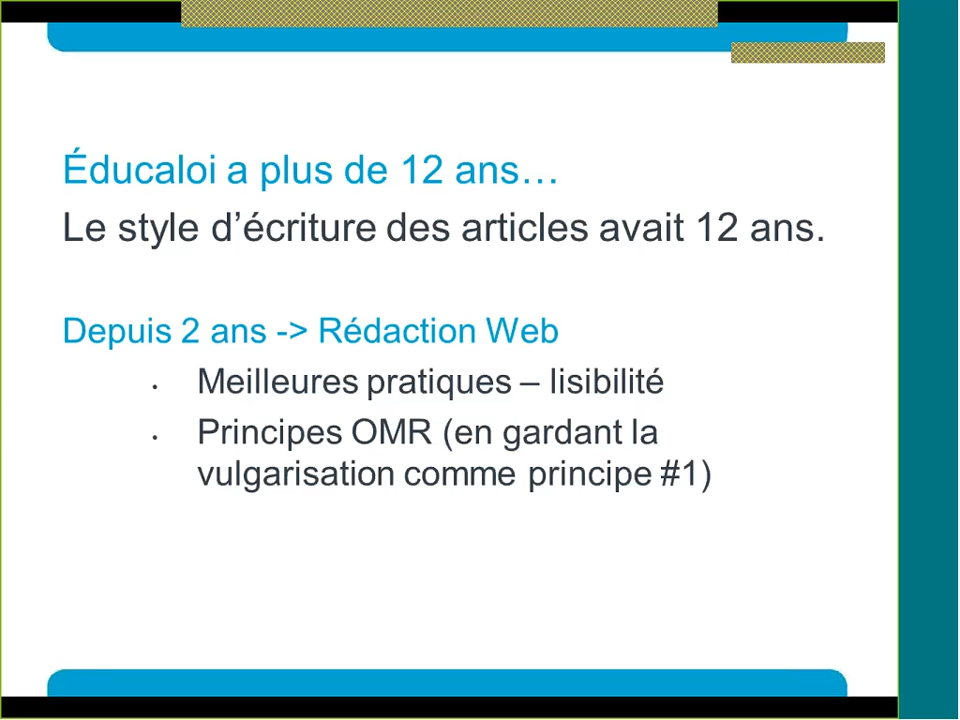 Éducaloi a plus de 12 ans…
Le style d’écriture des articles avait 12 ans.
Depuis 2 ans -> Rédaction Web
• Meilleures pratiques – lisibilité
• Principes OMR (en gardant la
vulgarisation comme principe #1)